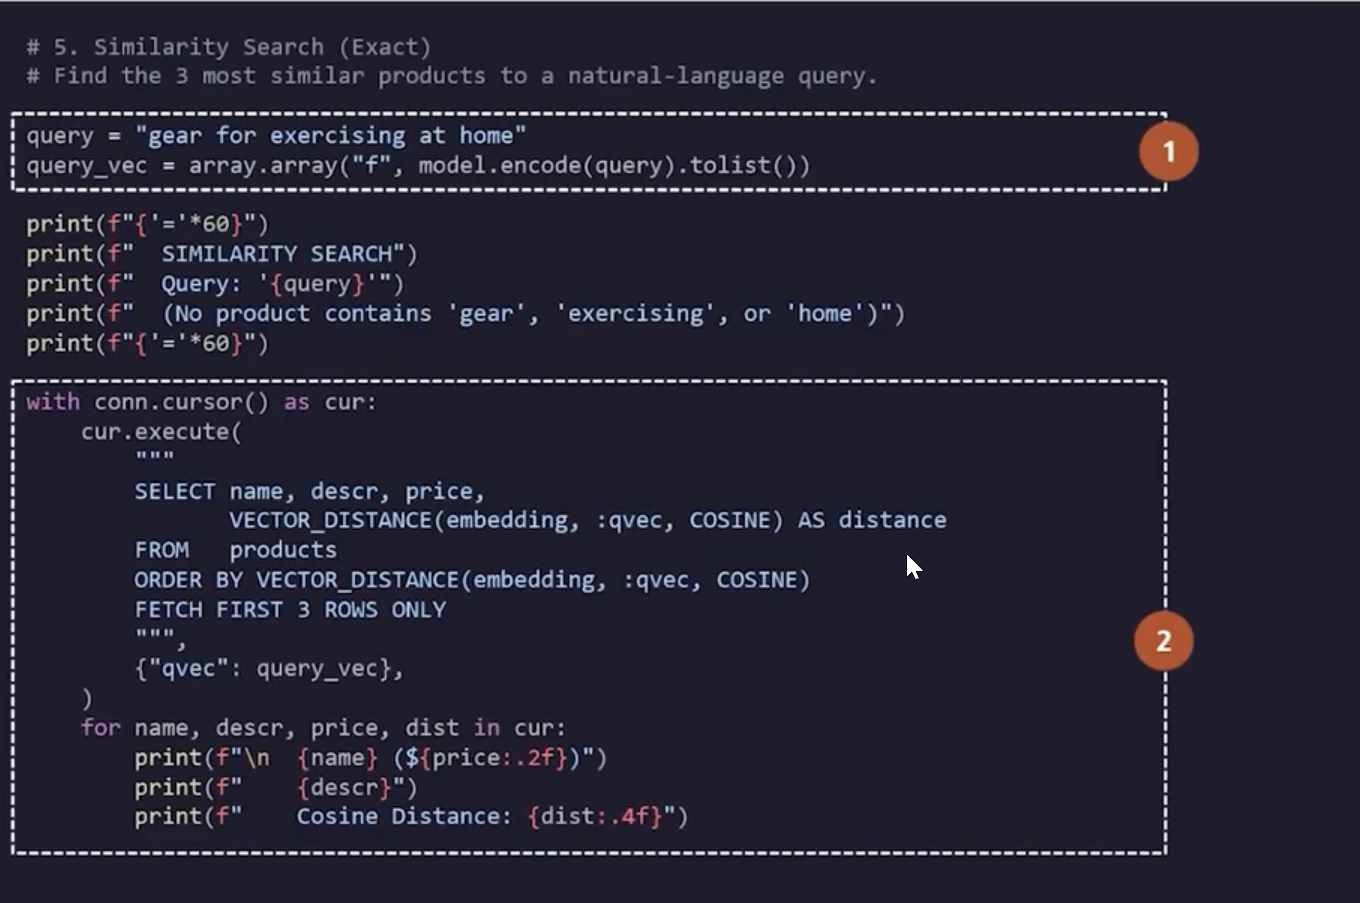 # 5. Similarity Search (Exact)
# Find the 3 most similar products to a natural-language query.
query = "gear for exercising at home"
query_vec = array.array("f", model.encode(query).tolist())
1
print(f"{'='*60}")
print(f"  SIMILARITY SEARCH")
print(f"  Query: '{query}'")
print(f"  (No product contains 'gear', 'exercising', or 'home')")
print(f"{'='*60}")
with conn.cursor() as cur:
    cur.execute(
        """
        SELECT name, descr, price,
               VECTOR_DISTANCE(embedding, :qvec, COSINE) AS distance
        FROM   products
        ORDER BY VECTOR_DISTANCE(embedding, :qvec, COSINE)
        FETCH FIRST 3 ROWS ONLY
        """,
        {"qvec": query_vec},
    )
2
    for name, descr, price, dist in cur:
        print(f"\n  {name} (${price:.2f})")
        print(f"    {descr}")
        print(f"    Cosine Distance: {dist:.4f}")